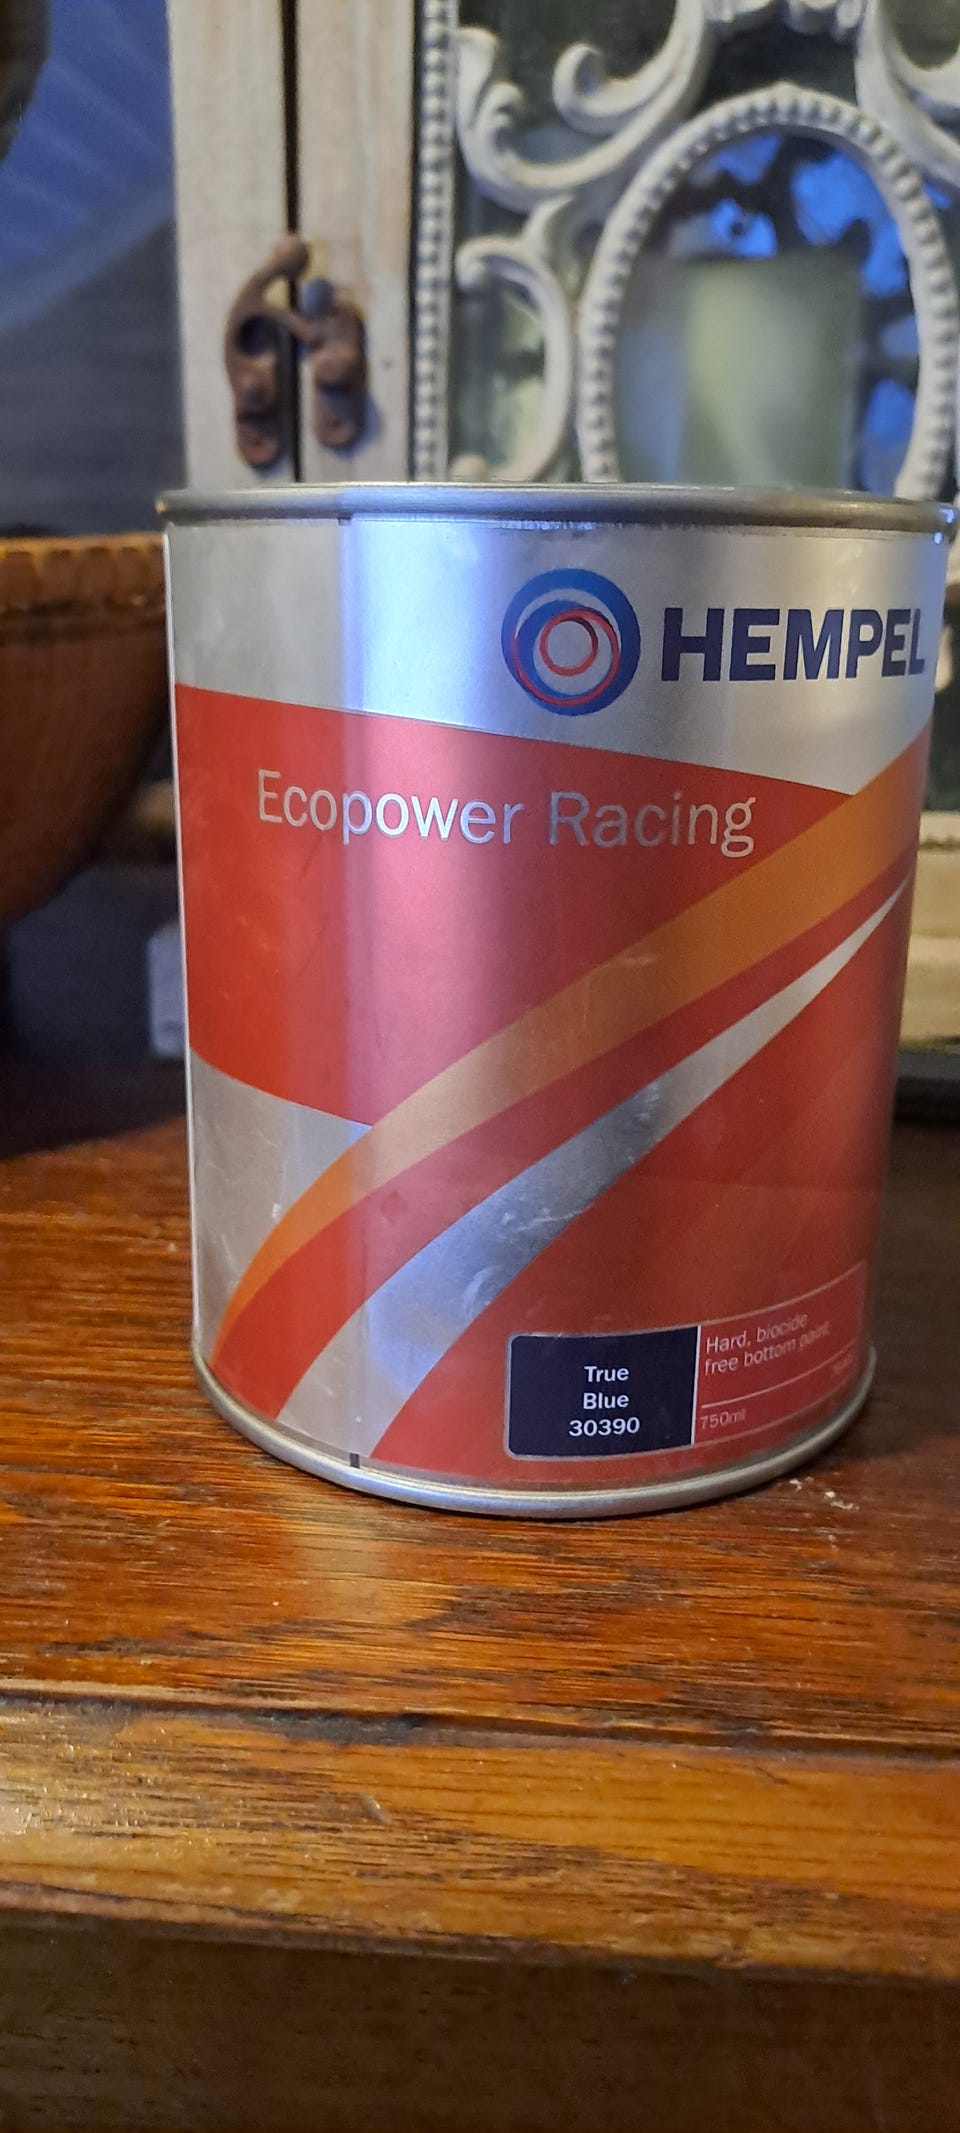 HEMPEL
Ecopower Racing
True
Blue
30390
Hard, biocide
free bottom paint
750ml